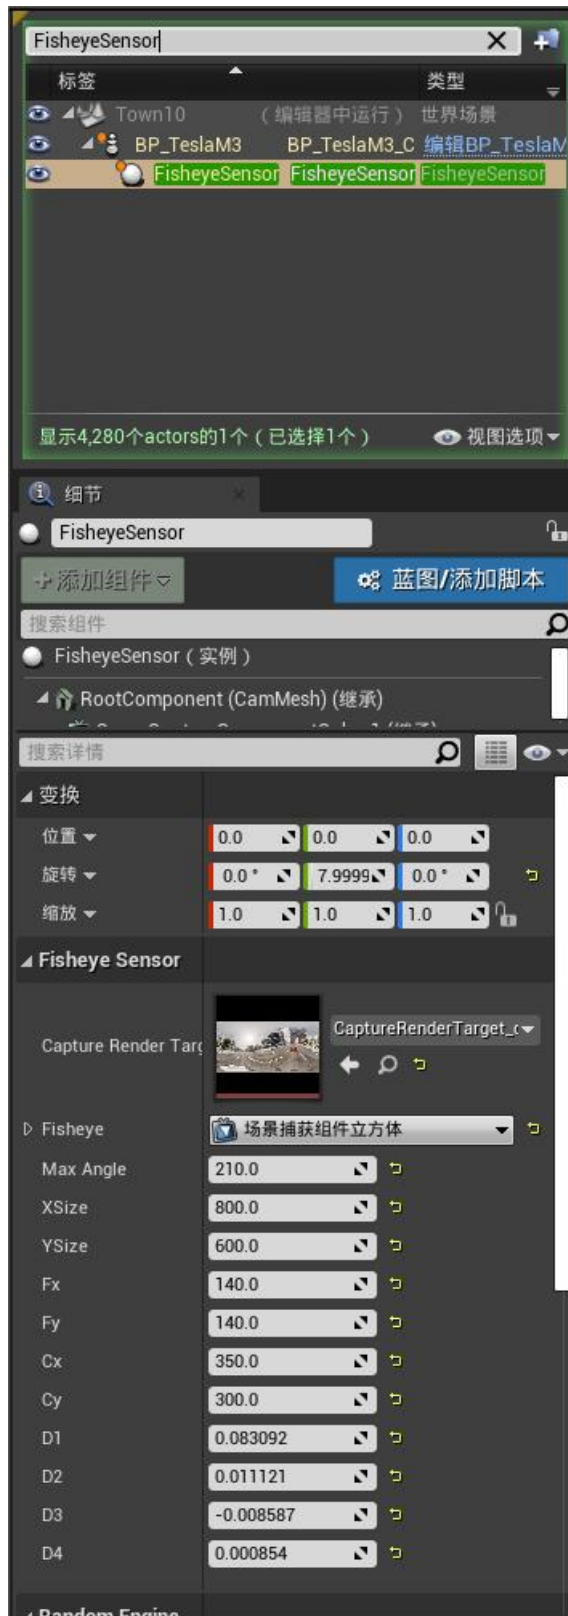 FisheyeSensor
标签 类型
Town10 (编辑器中运行) 世界场景
BP_TeslaM3 BP_TeslaM3_C 编辑BP_TeslaM
FisheyeSensor FisheyeSensor FisheyeSensor
显示4,280个actors的1个(已选择1个) 视图选项
细节
FisheyeSensor
+添加组件 蓝图/添加脚本
搜索组件
FisheyeSensor(实例)
RootComponent (CamMesh) (继承)
搜索详情
变换
位置 0.0 0.0 0.0
旋转 0.0° 7.9999 0.0°
缩放 1.0 1.0 1.0
Fisheye Sensor
Capture Render Targ CaptureRenderTarget_c
Fisheye 场景捕获组件立方体
Max Angle 210.0
XSize 800.0
YSize 600.0
Fx 140.0
Fy 140.0
Cx 350.0
Cy 300.0
D1 0.083092
D2 0.011121
D3 -0.008587
D4 0.000854
Random Engine